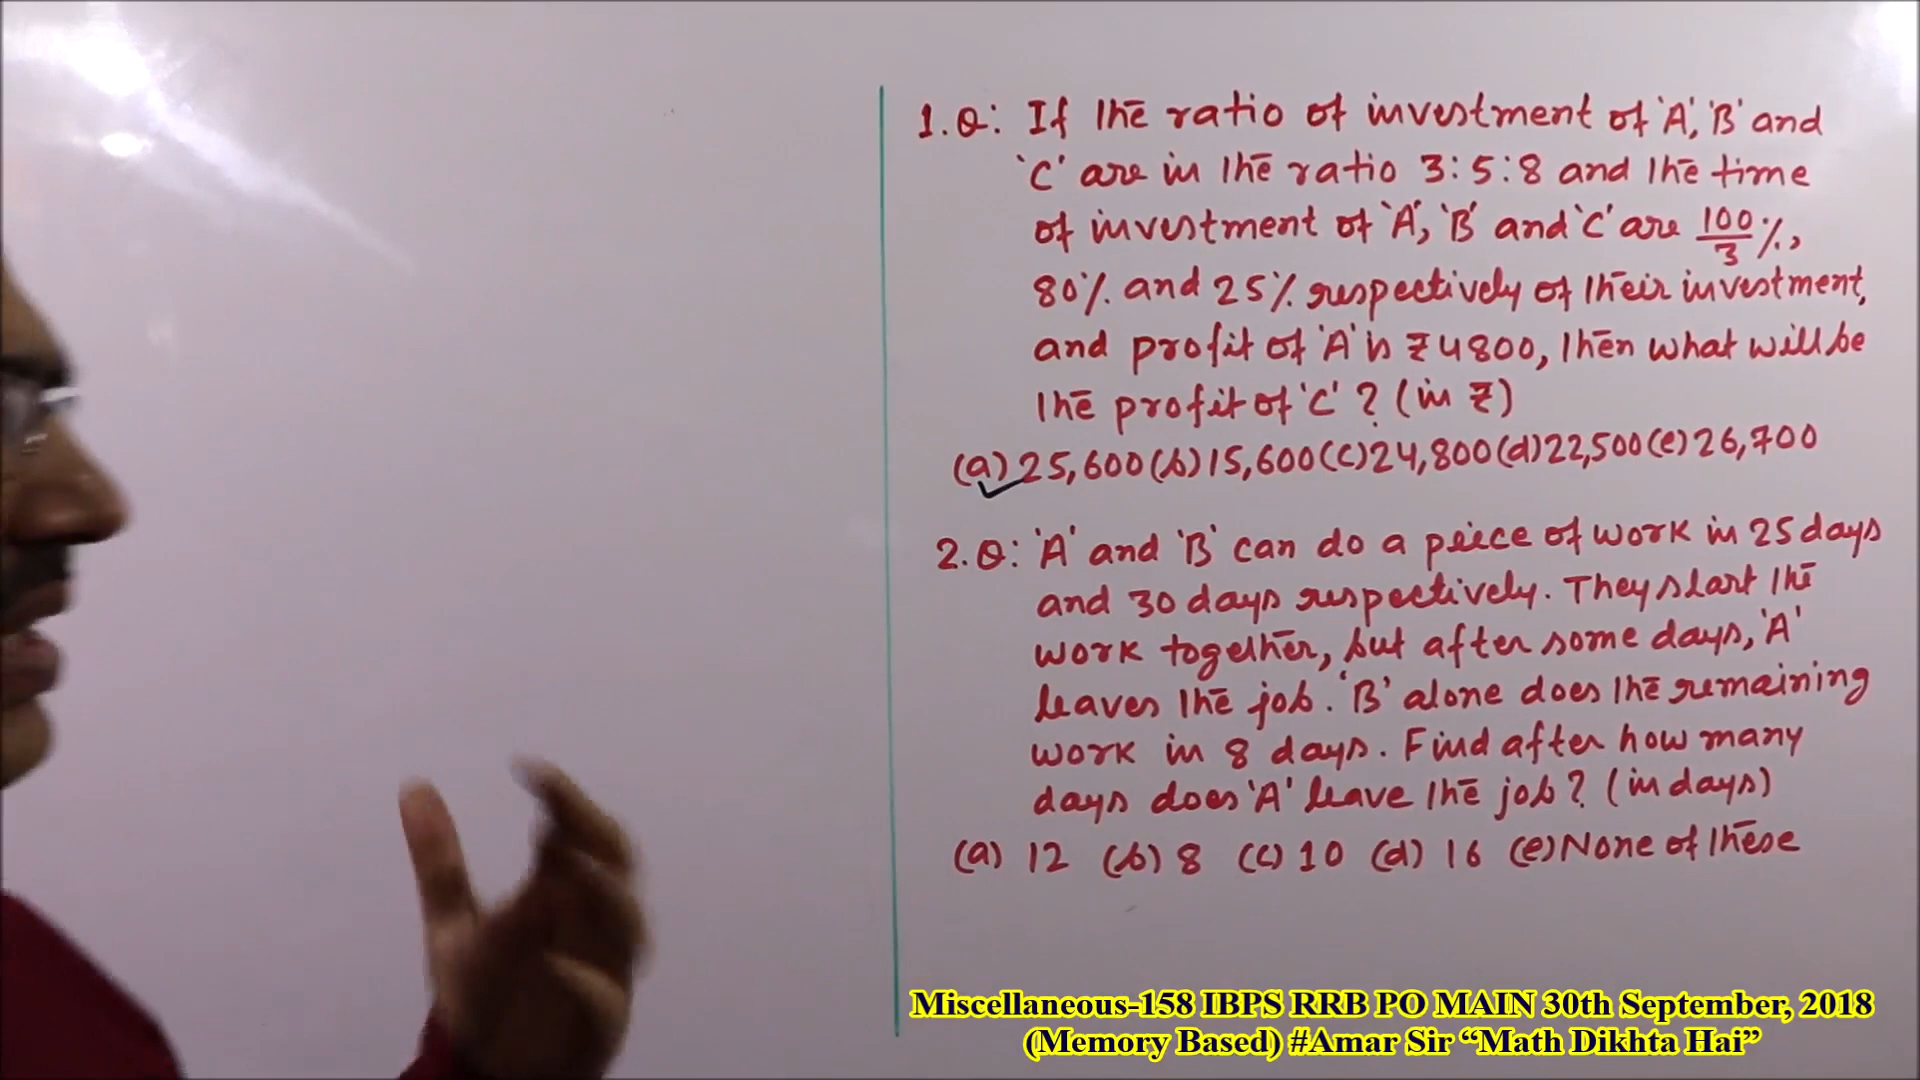 1.Q: If the ratio of investment of 'A', 'B' and
'C' are in the ratio 3:5:8 and the time
of investment of 'A', 'B' and 'C' are 100/3 %,
80% and 25% respectively of their investment,
and profit of 'A' is ₹4800, then what will be
the profit of 'C' ? (in ₹)
(a) 25,600 (b) 15,600 (c) 24,800 (d) 22,500 (e) 26,700
2.Q: 'A' and 'B' can do a piece of work in 25 days
and 30 days respectively. They start the
work together, but after some days, 'A'
leaves the job. 'B' alone does the remaining
work in 8 days. Find after how many
days does 'A' leave the job? (in days)
(a) 12 (b) 8 (c) 10 (d) 16 (e) None of these
Miscellaneous-158 IBPS RRB PO MAIN 30th September, 2018
(Memory Based) #Amar Sir “Math Dikhta Hai”